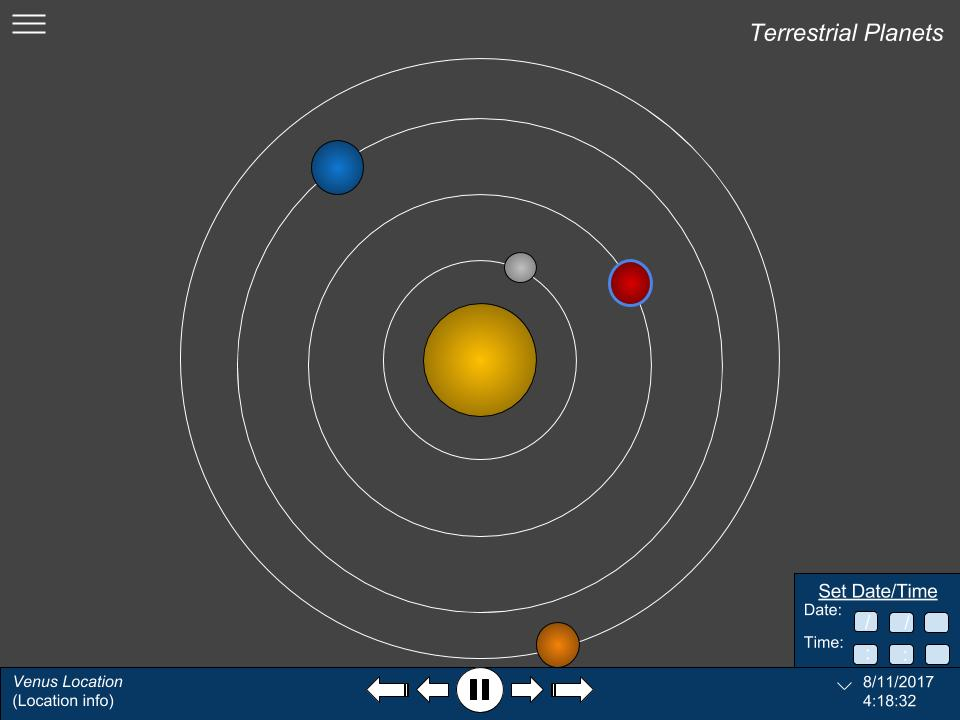 Terrestrial Planets
Set Date/Time
Date:
/ /
Time:
: :
Venus Location
(Location info)
8/11/2017
4:18:32